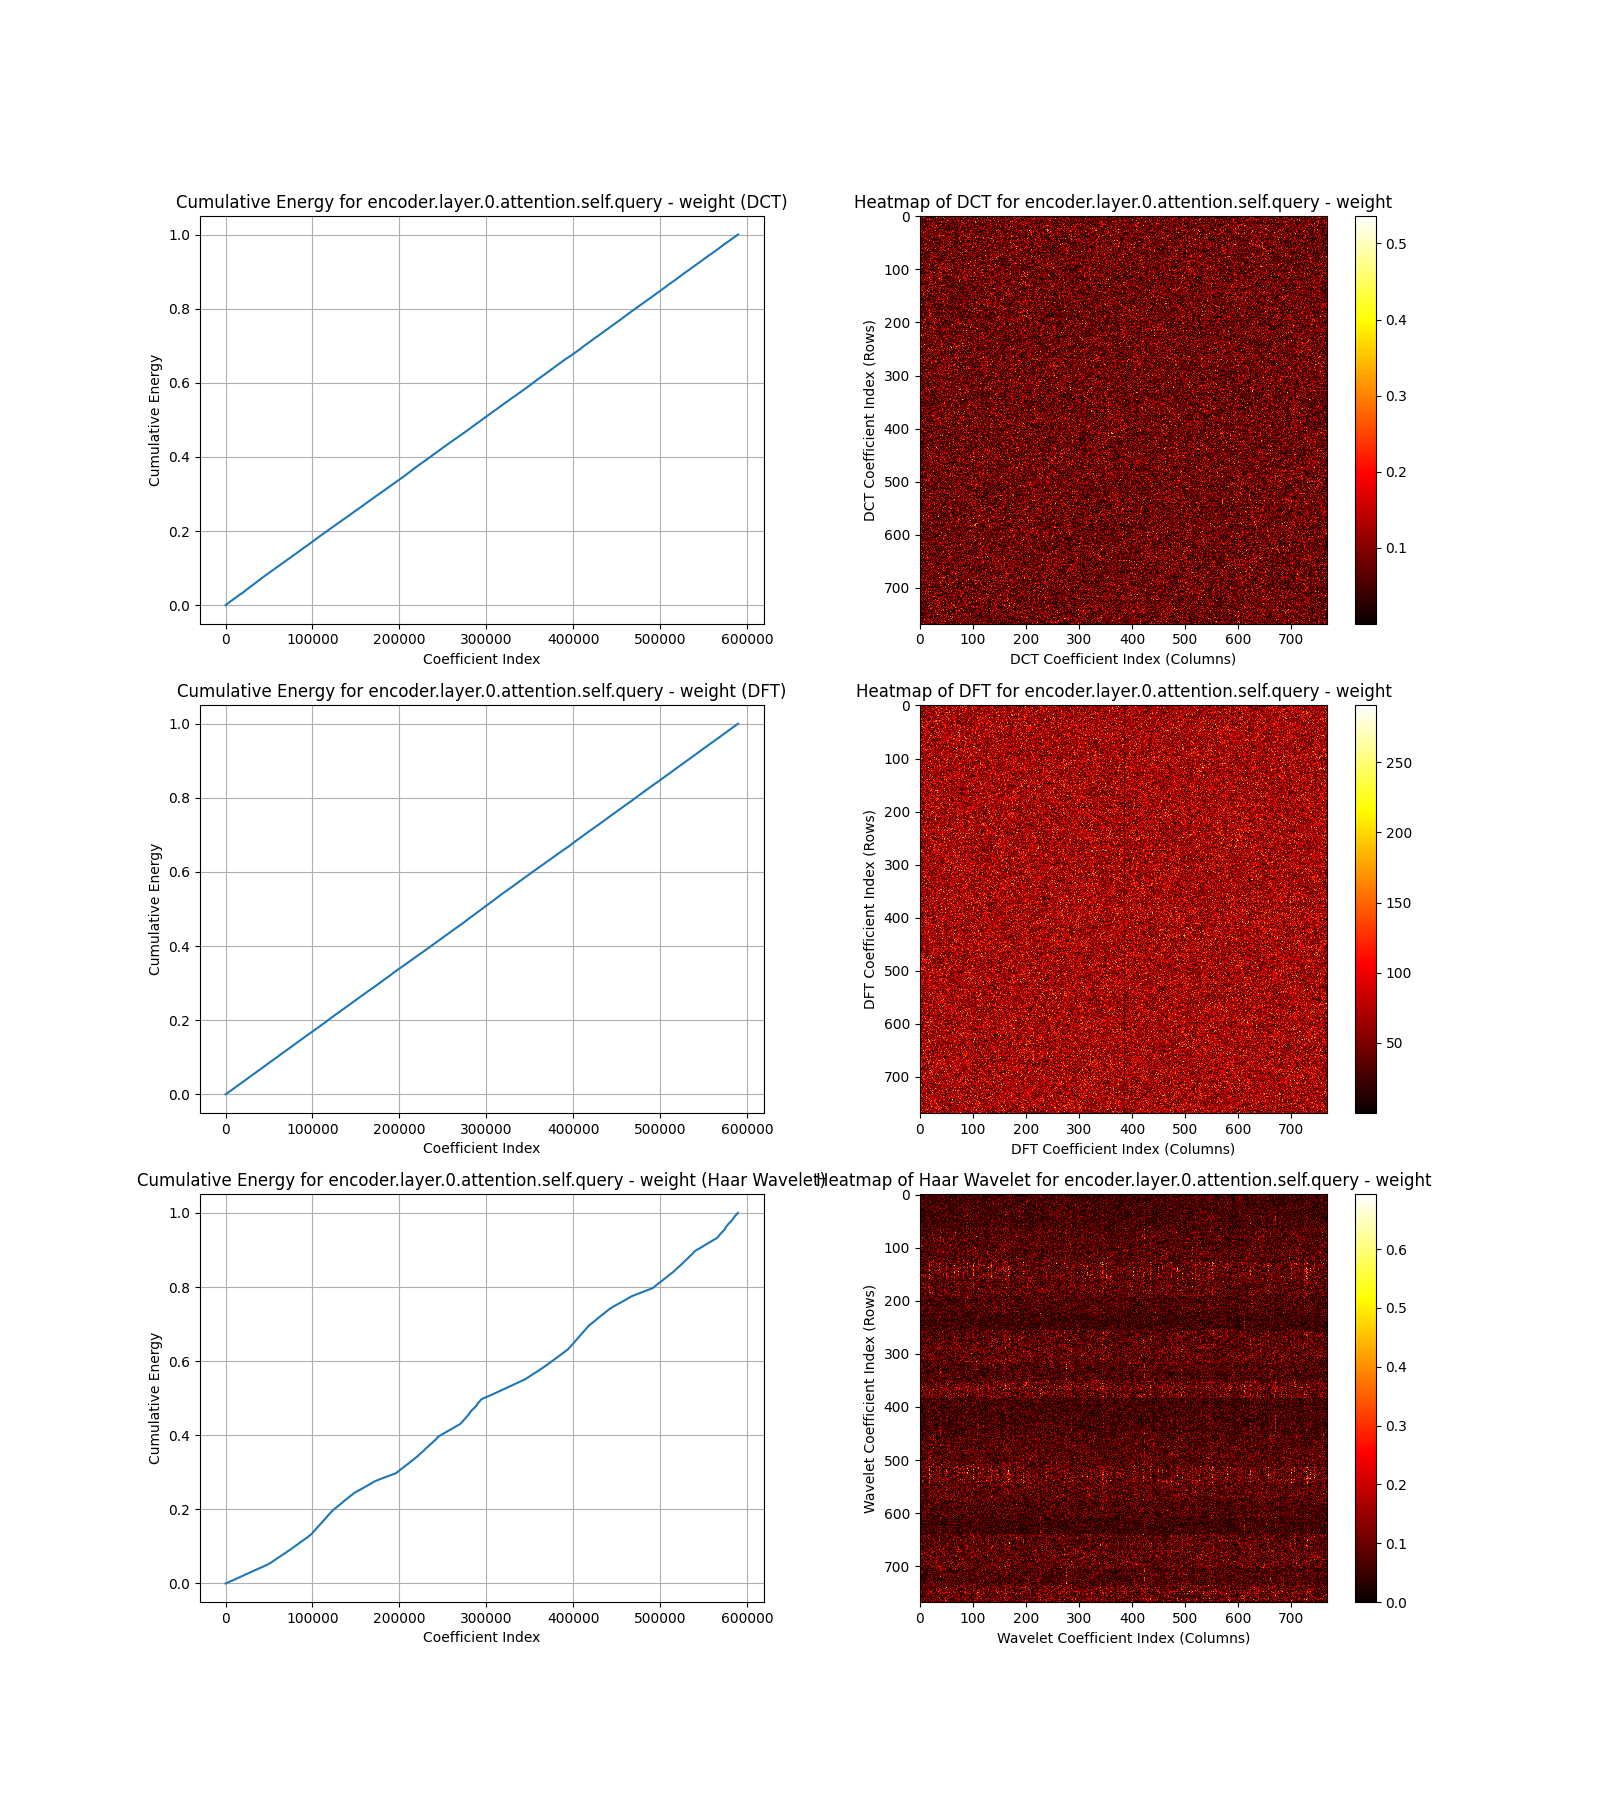 Cumulative Energy for encoder.layer.0.attention.self.query - weight (DCT)
1.0
0.8
0.6
0.4
0.2
0.0
Cumulative Energy
0 100000 200000 300000 400000 500000 600000
Coefficient Index
Heatmap of DCT for encoder.layer.0.attention.self.query - weight
0
100
200
300
400
500
600
700
DCT Coefficient Index (Rows)
0 100 200 300 400 500 600 700
DCT Coefficient Index (Columns)
0.5
0.4
0.3
0.2
0.1
Cumulative Energy for encoder.layer.0.attention.self.query - weight (DFT)
1.0
0.8
0.6
0.4
0.2
0.0
Cumulative Energy
0 100000 200000 300000 400000 500000 600000
Coefficient Index
Heatmap of DFT for encoder.layer.0.attention.self.query - weight
0
100
200
300
400
500
600
700
DFT Coefficient Index (Rows)
0 100 200 300 400 500 600 700
DFT Coefficient Index (Columns)
250
200
150
100
50
Cumulative Energy for encoder.layer.0.attention.self.query - weight (Haar Wavelet)
1.0
0.8
0.6
0.4
0.2
0.0
Cumulative Energy
0 100000 200000 300000 400000 500000 600000
Coefficient Index
Heatmap of Haar Wavelet for encoder.layer.0.attention.self.query - weight
0
100
200
300
400
500
600
700
Wavelet Coefficient Index (Rows)
0 100 200 300 400 500 600 700
Wavelet Coefficient Index (Columns)
0.6
0.5
0.4
0.3
0.2
0.1
0.0